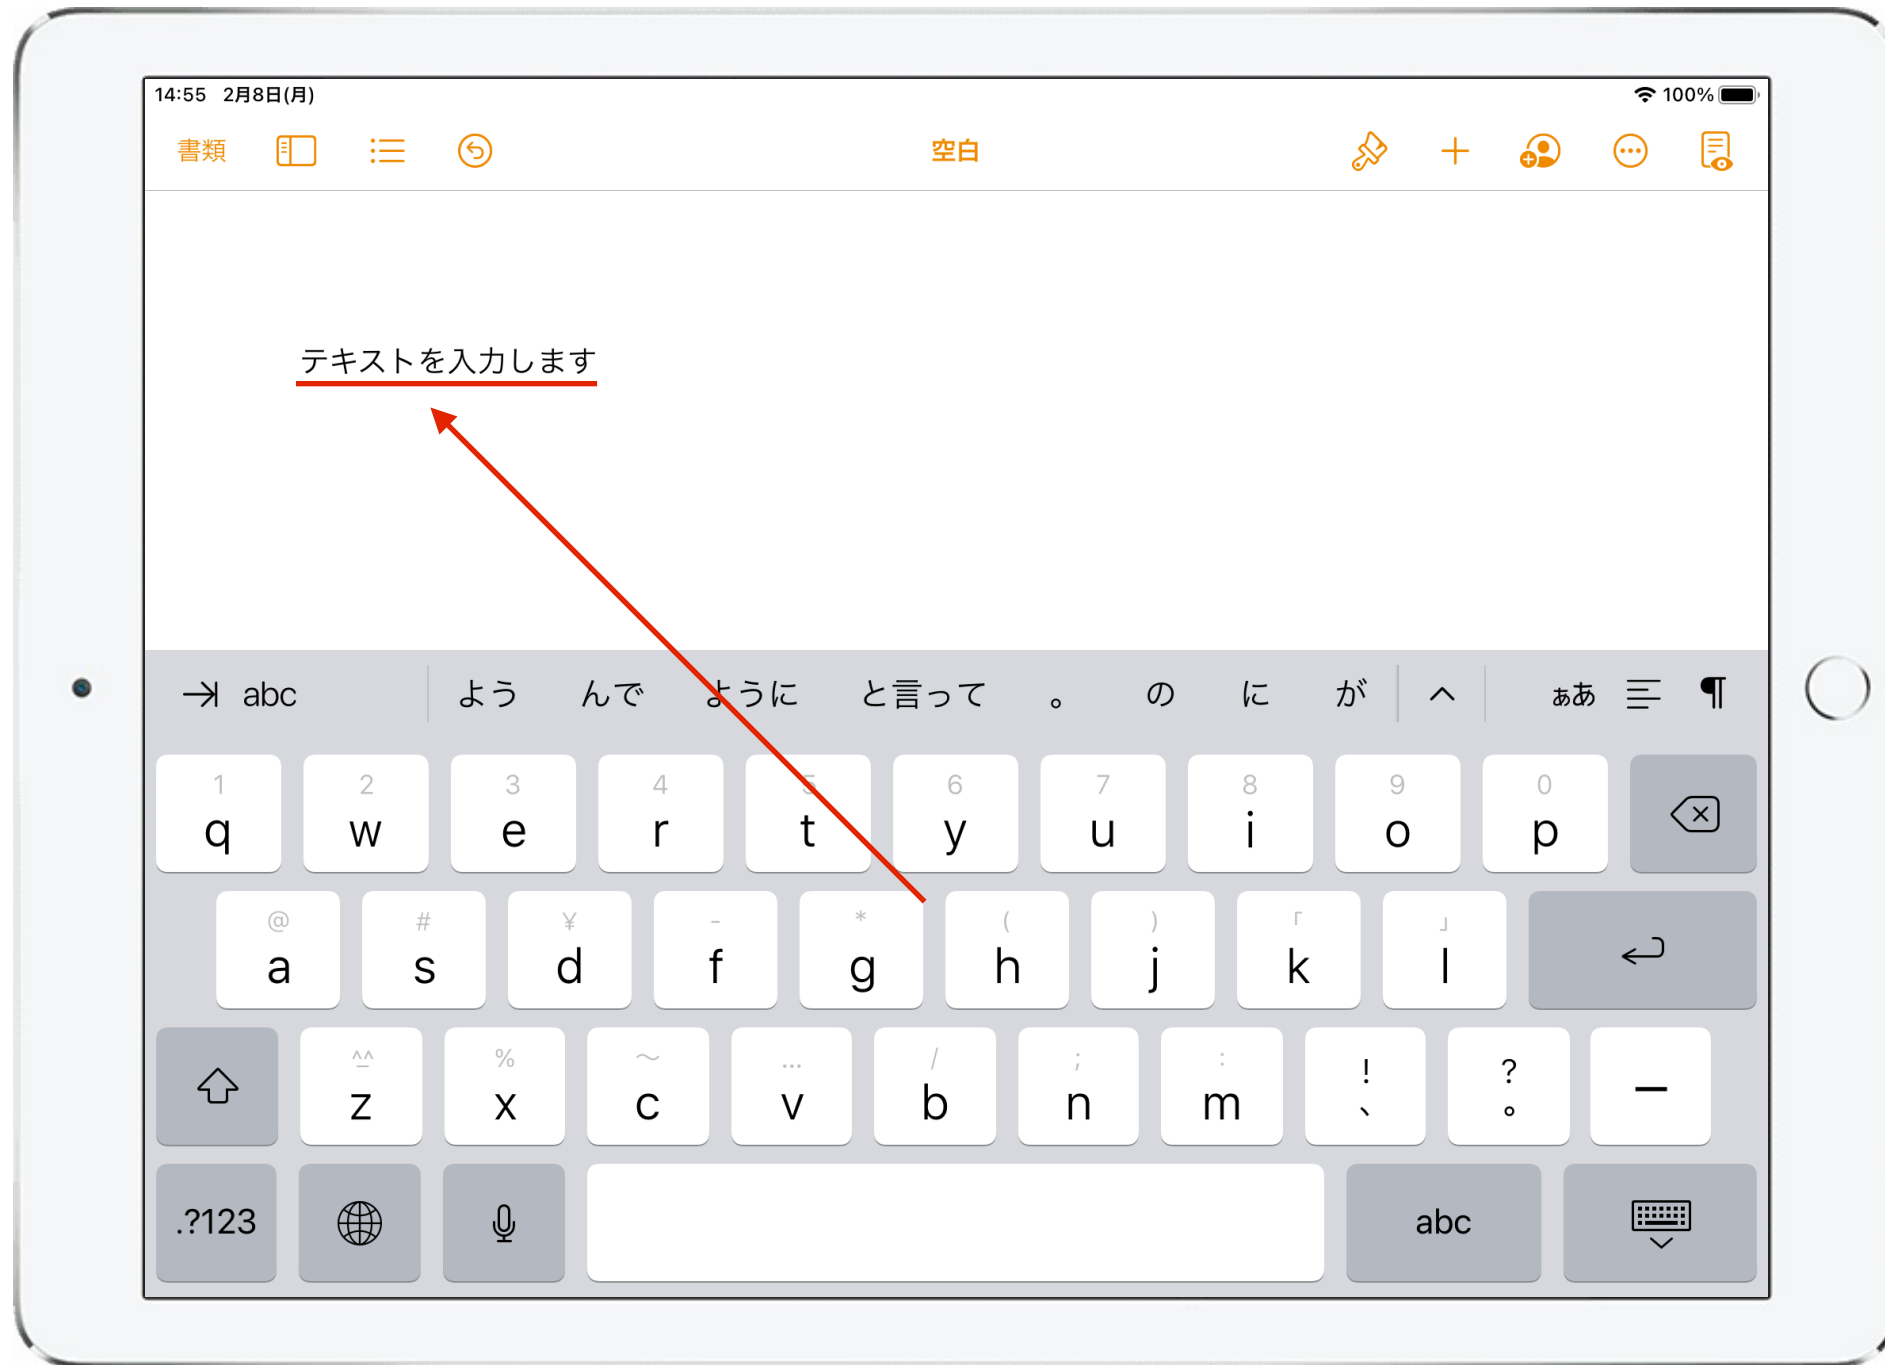 14:55 2月8日(月) 100%
書類 空白
テキストを入力します
abc よう んで ように と言って 。 の に が ぁあ
1 2 3 4 5 6 7 8 9 0
q w e r t y u i o p
@ # ¥ - * ( ) 「 」
a s d f g h j k l
^^ % 〜 … / ; : ! ?
z x c v b n m 、 。 ー
.?123 abc